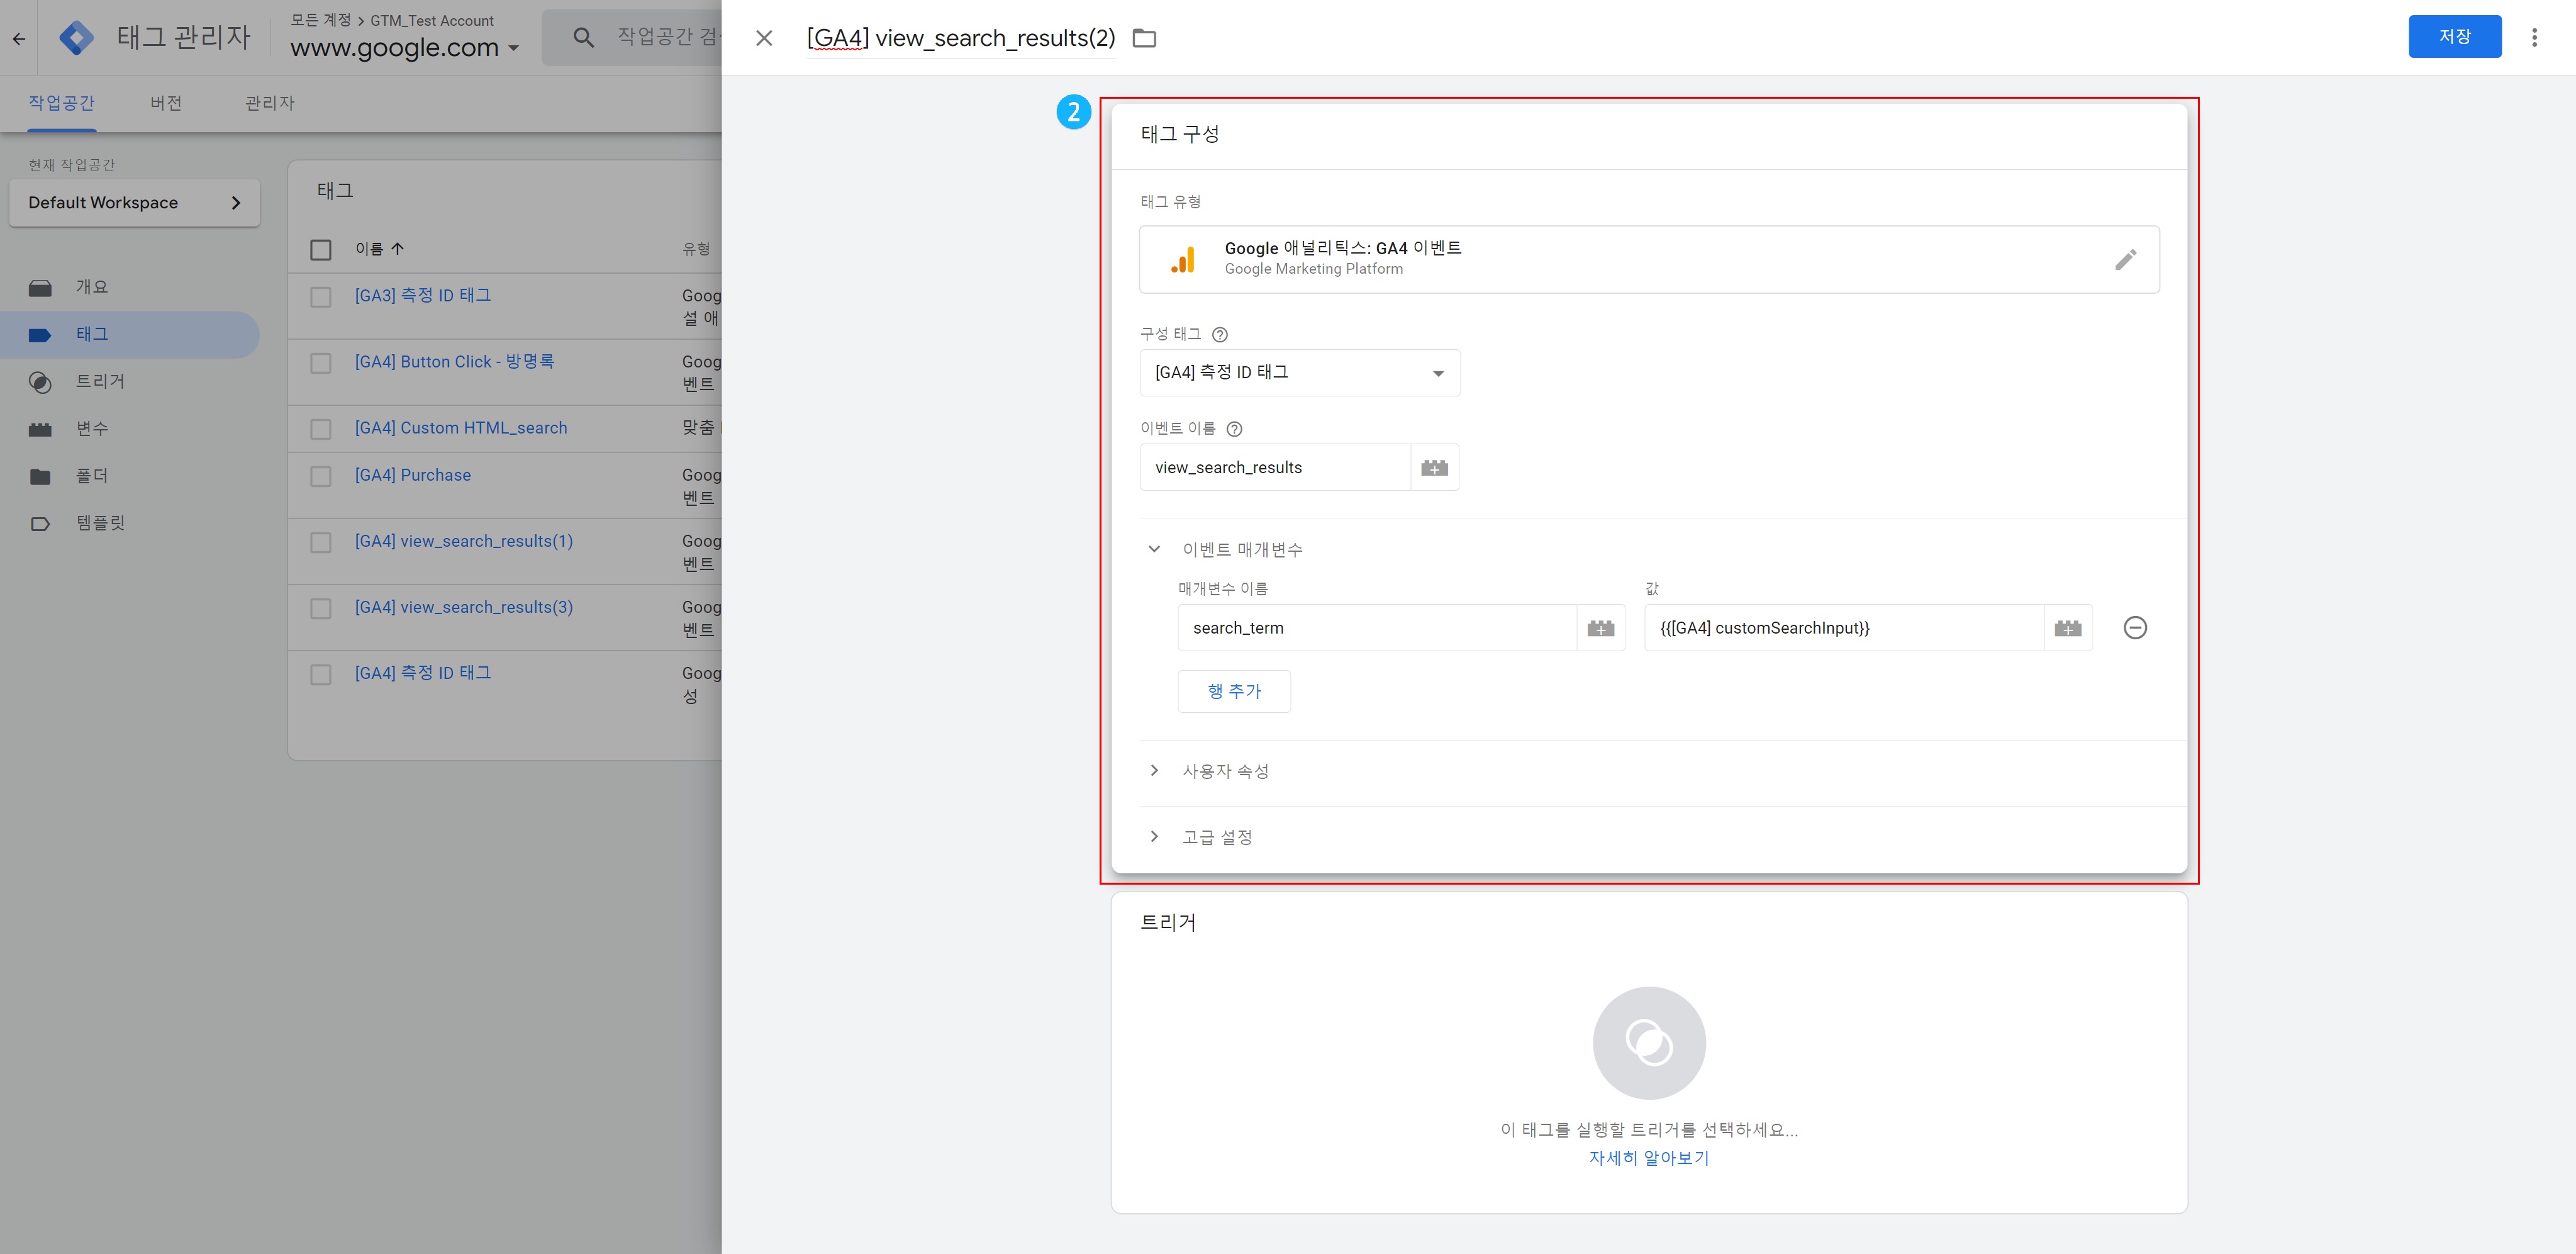 모든 계정 > GTM_Test Account
태그 관리자
www.google.com
작업공간 검
[GA4] view_search_results(2)
저장
작업공간
버전
관리자
2
현재 작업공간
Default Workspace
개요
태그
트리거
변수
폴더
템플릿
태그
이름
유형
[GA3] 측정 ID 태그
Goog
설 애
[GA4] Button Click - 방명록
Goog
벤트
[GA4] Custom HTML_search
맞춤
[GA4] Purchase
Goog
벤트
[GA4] view_search_results(1)
Goog
벤트
[GA4] view_search_results(3)
Goog
벤트
[GA4] 측정 ID 태그
Goog
성
태그 구성
태그 유형
Google 애널리틱스: GA4 이벤트
Google Marketing Platform
구성 태그
[GA4] 측정 ID 태그
이벤트 이름
view_search_results
이벤트 매개변수
매개변수 이름
값
search_term
{{[GA4] customSearchInput}}
행 추가
사용자 속성
고급 설정
트리거
이 태그를 실행할 트리거를 선택하세요...
자세히 알아보기